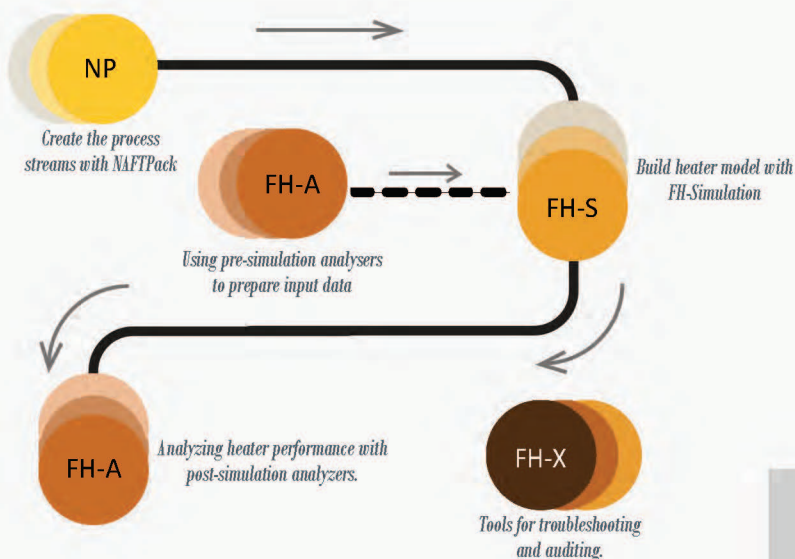 NP
Create the process
streams with NAFTPack
FH-A
Using pre-simulation analysers
to prepare input data
FH-S
Build heater model with
FH-Simulation
FH-A
Analyzing heater performance with
post-simulation analyzers.
FH-X
Tools for troubleshooting
and auditing.